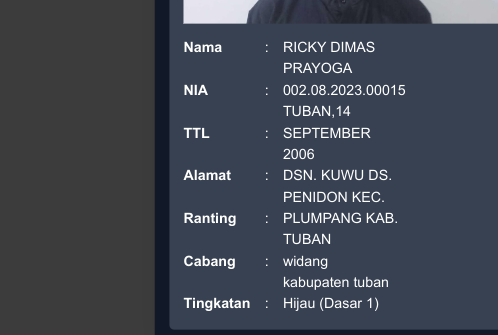 Nama : RICKY DIMAS
PRAYOGA
NIA : 002.08.2023.00015
TUBAN,14
TTL : SEPTEMBER
2006
Alamat : DSN. KUWU DS.
PENIDON KEC.
Ranting : PLUMPANG KAB.
TUBAN
Cabang : widang
kabupaten tuban
Tingkatan : Hijau (Dasar 1)